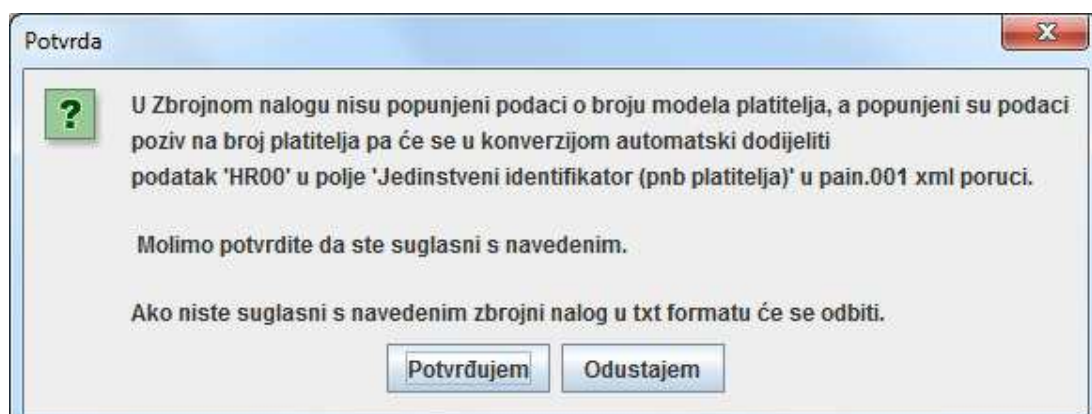 Potvrda
U Zbrojnom nalogu nisu popunjeni podaci o broju modela platitelja, a popunjeni su podaci
poziv na broj platitelja pa će se u konverzijom automatski dodijeliti
podatak 'HR00' u polje 'Jedinstveni identifikator (pnb platitelja)' u pain.001 xml poruci.
Molimo potvrdite da ste suglasni s navedenim.
Ako niste suglasni s navedenim zbrojni nalog u txt formatu će se odbiti.
Potvrđujem Odustajem